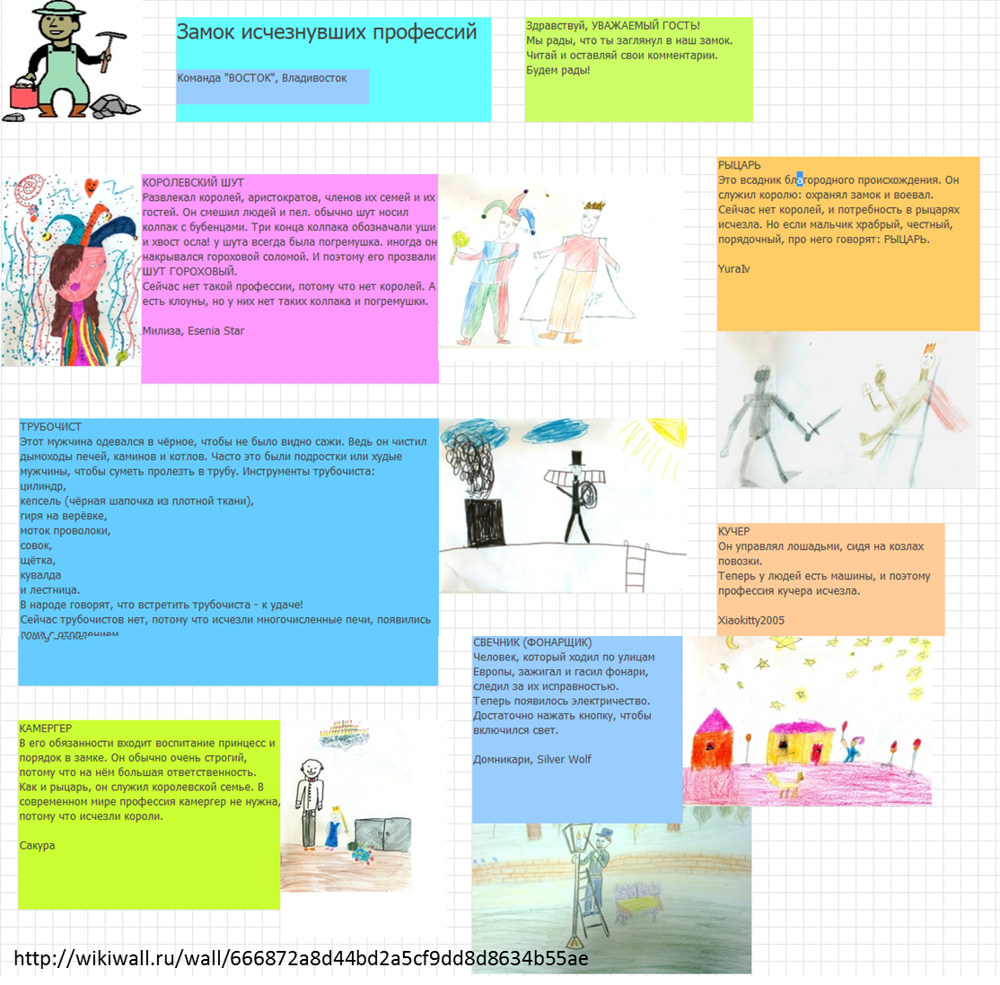 Замок исчезнувших профессий
Команда "ВОСТОК", Владивосток
Здравствуй, УВАЖАЕМЫЙ ГОСТЬ!
Мы рады, что ты заглянул в наш замок.
Читай и оставляй свои комментарии.
Будем рады!
КОРОЛЕВСКИЙ ШУТ
Развлекал королей, аристократов, членов их семей и их
гостей. Он смешил людей и пел. обычно шут носил
колпак с бубенцами. Три конца колпака обозначали уши
и хвост осла! у шута всегда была погремушка. иногда он
накрывался гороховой соломой. И поэтому его прозвали
ШУТ ГОРОХОВЫЙ.
Сейчас нет такой профессии, потому что нет королей. А
есть клоуны, но у них нет таких колпака и погремушки.
Милиза, Esenia Star
РЫЦАРЬ
Это всадник благородного происхождения. Он
служил королю: охранял замок и воевал.
Сейчас нет королей, и потребность в рыцарях
исчезла. Но если мальчик храбрый, честный,
порядочный, про него говорят: РЫЦАРЬ.
YuraIv
ТРУБОЧИСТ
Этот мужчина одевался в чёрное, чтобы не было видно сажи. Ведь он чистил
дымоходы печей, каминов и котлов. Часто это были подростки или худые
мужчины, чтобы суметь пролезть в трубу. Инструменты трубочиста:
цилиндр,
кепсель (чёрная шапочка из плотной ткани),
гиря на верёвке,
моток проволоки,
совок,
щётка,
кувалда
и лестница.
В народе говорят, что встретить трубочиста - к удаче!
Сейчас трубочистов нет, потому что исчезли многочисленные печи, появились
дома с отоплением
КУЧЕР
Он управлял лошадьми, сидя на козлах
повозки.
Теперь у людей есть машины, и поэтому
профессия кучера исчезла.
Xiaokitty2005
СВЕЧНИК (ФОНАРЩИК)
Человек, который ходил по улицам
Европы, зажигал и гасил фонари,
следил за их исправностью.
Теперь появилось электричество.
Достаточно нажать кнопку, чтобы
включился свет.
Домникари, Silver Wolf
КАМЕРГЕР
В его обязанности входит воспитание принцесс и
порядок в замке. Он обычно очень строгий,
потому что на нём большая ответственность.
Как и рыцарь, он служил королевской семье. В
современном мире профессия камергер не нужна,
потому что исчезли короли.
Сакура
http://wikiwall.ru/wall/666872a8d44bd2a5cf9dd8d8634b55ae